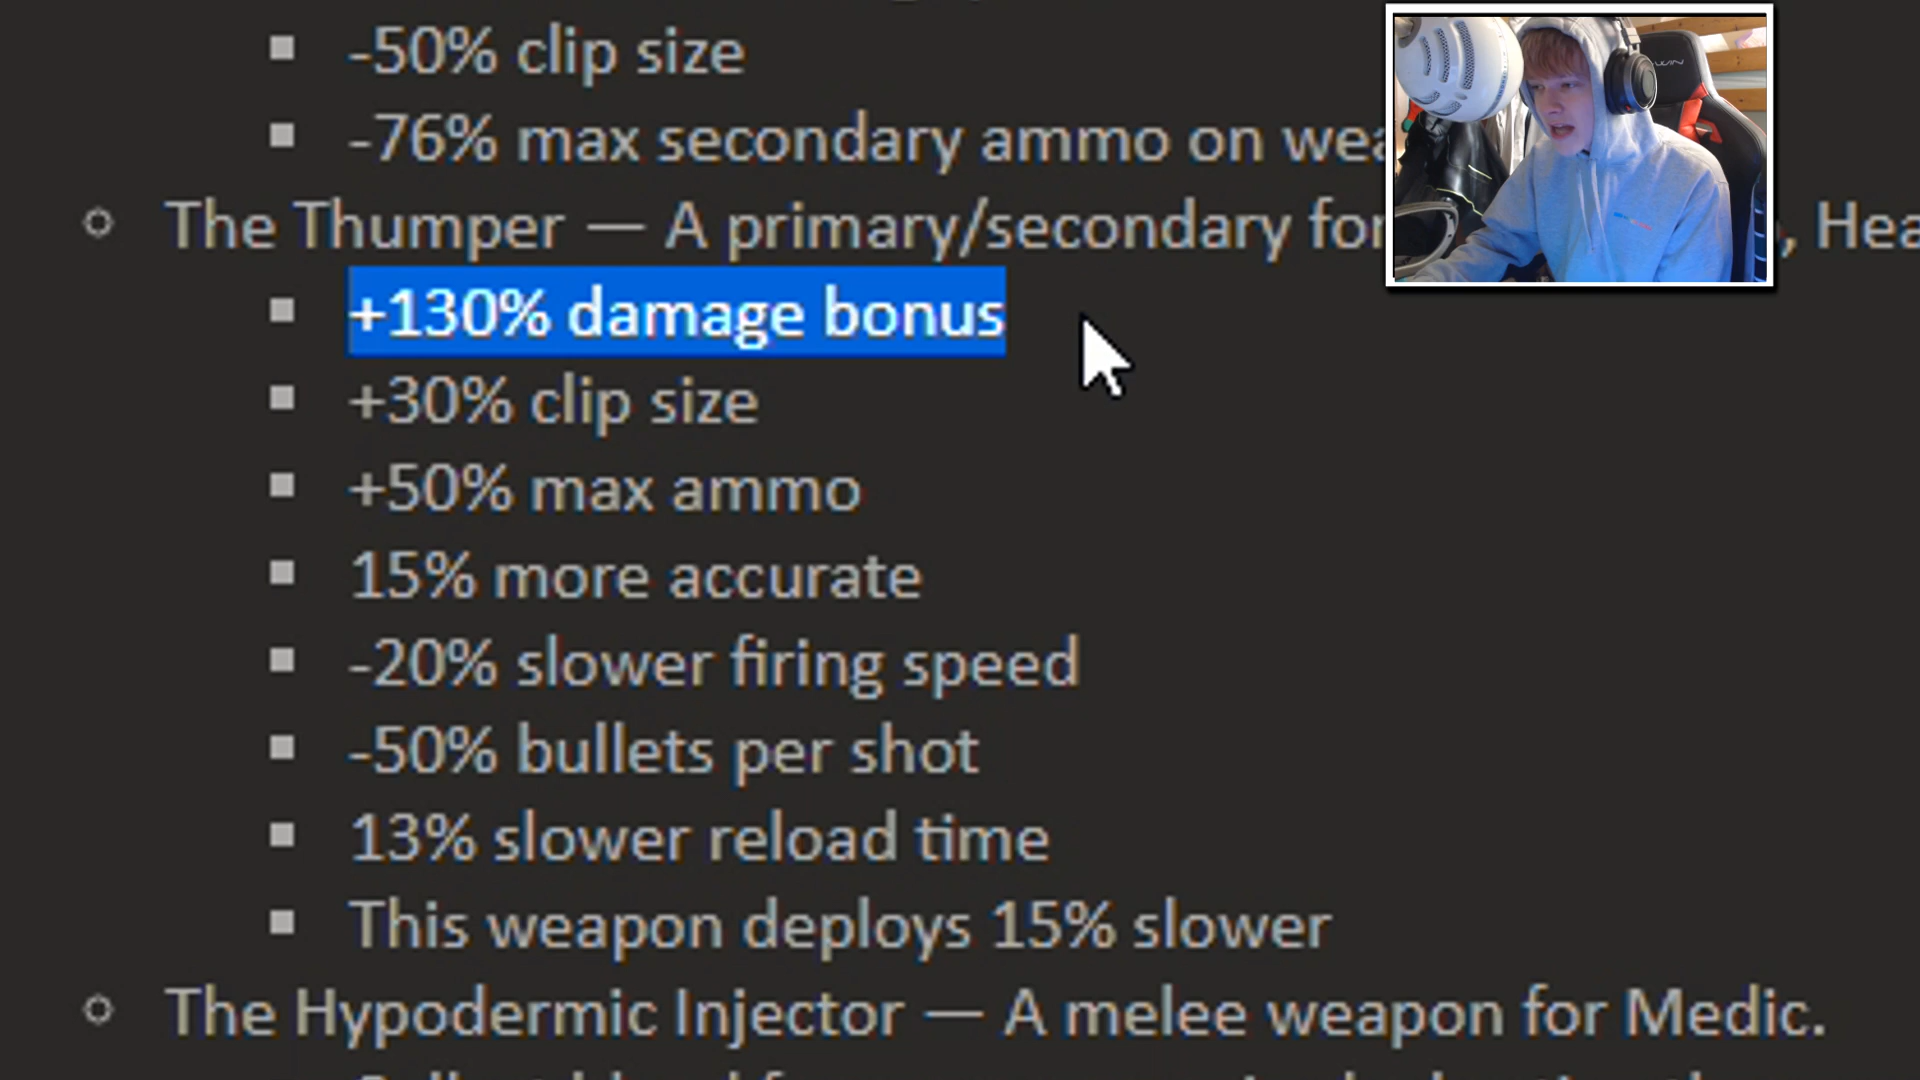 -50% clip size
-76% max secondary ammo on
The Thumper — A primary/secondary for
+130% damage bonus
+30% clip size
+50% max ammo
15% more accurate
-20% slower firing speed
-50% bullets per shot
13% slower reload time
This weapon deploys 15% slower
The Hypodermic Injector — A melee weapon for Medic.